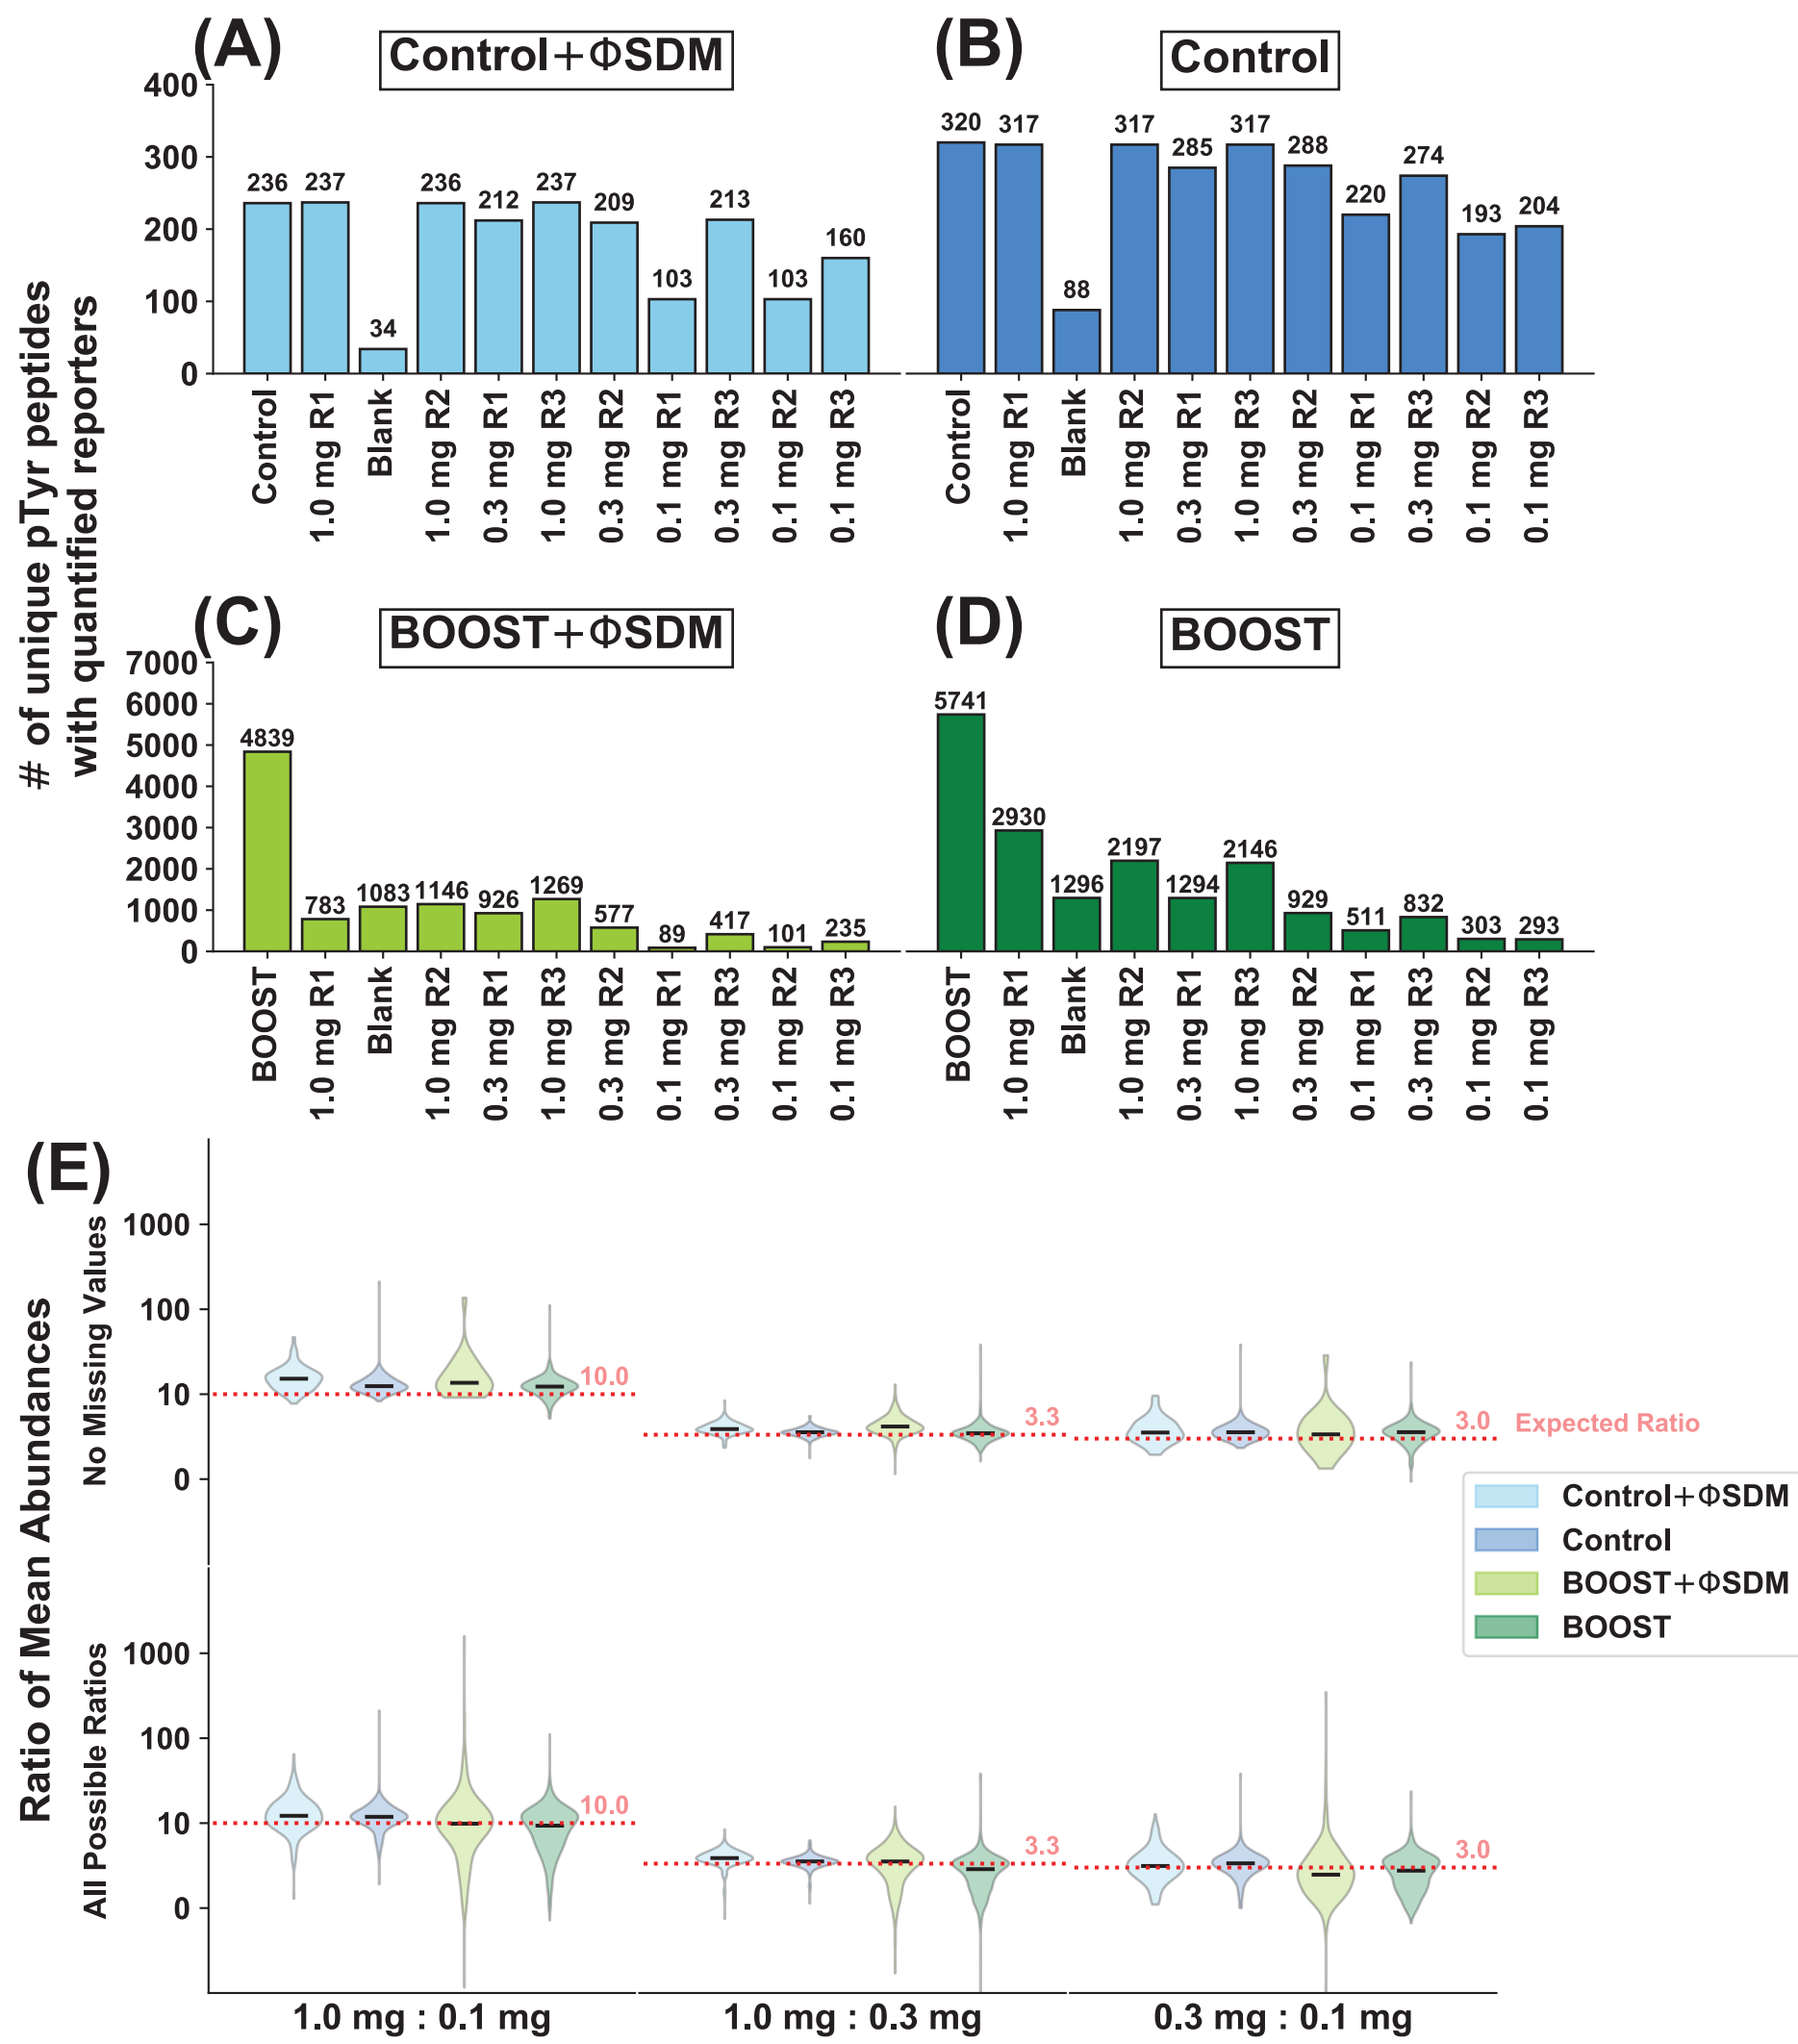 (A)
Control+ΦSDM
(B)
Control
# of unique pTyr peptides
with quantified reporters
400
300
200
100
0
236
237
34
236
212
237
209
103
213
103
160
Control
1.0 mg R1
Blank
1.0 mg R2
0.3 mg R1
1.0 mg R3
0.3 mg R2
0.1 mg R1
0.3 mg R3
0.1 mg R2
0.1 mg R3
320
317
88
317
285
317
288
220
274
193
204
Control
1.0 mg R1
Blank
1.0 mg R2
0.3 mg R1
1.0 mg R3
0.3 mg R2
0.1 mg R1
0.3 mg R3
0.1 mg R2
0.1 mg R3
(C)
BOOST+ΦSDM
(D)
BOOST
7000
6000
5000
4000
3000
2000
1000
0
4839
783
1083
1146
926
1269
577
89
417
101
235
BOOST
1.0 mg R1
Blank
1.0 mg R2
0.3 mg R1
1.0 mg R3
0.3 mg R2
0.1 mg R1
0.3 mg R3
0.1 mg R2
0.1 mg R3
5741
2930
1296
2197
1294
2146
929
511
832
303
293
BOOST
1.0 mg R1
Blank
1.0 mg R2
0.3 mg R1
1.0 mg R3
0.3 mg R2
0.1 mg R1
0.3 mg R3
0.1 mg R2
0.1 mg R3
(E)
Ratio of Mean Abundances
No Missing Values
1000
100
10
0
10.0
3.3
3.0
Expected Ratio
Control+ΦSDM
Control
BOOST+ΦSDM
BOOST
All Possible Ratios
1000
100
10
0
10.0
3.3
3.0
1.0 mg : 0.1 mg
1.0 mg : 0.3 mg
0.3 mg : 0.1 mg